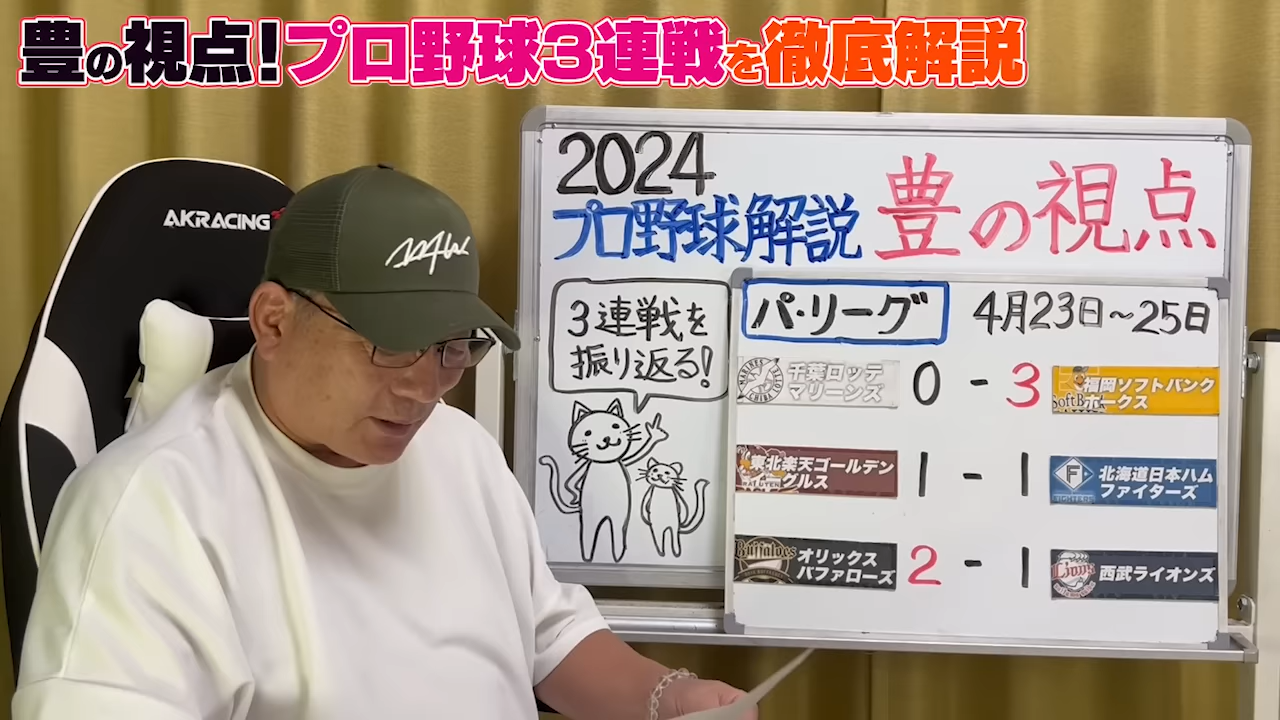 豊の視点!プロ野球3連戦を徹底解説
AKRACING
2024
プロ野球解説
豊の視点
3連戦を
振り返る!
パ・リーグ
4月23日~25日
千葉ロッテ
マリーンズ
0 - 3
福岡ソフトバンク
ホークス
東北楽天ゴールデン
グルス
1 - 1
F
FIGHTERS
北海道日本ハム
ファイターズ
Buffaloes
オリックス
バファローズ
2 - 1
Lions
西武ライオンズ